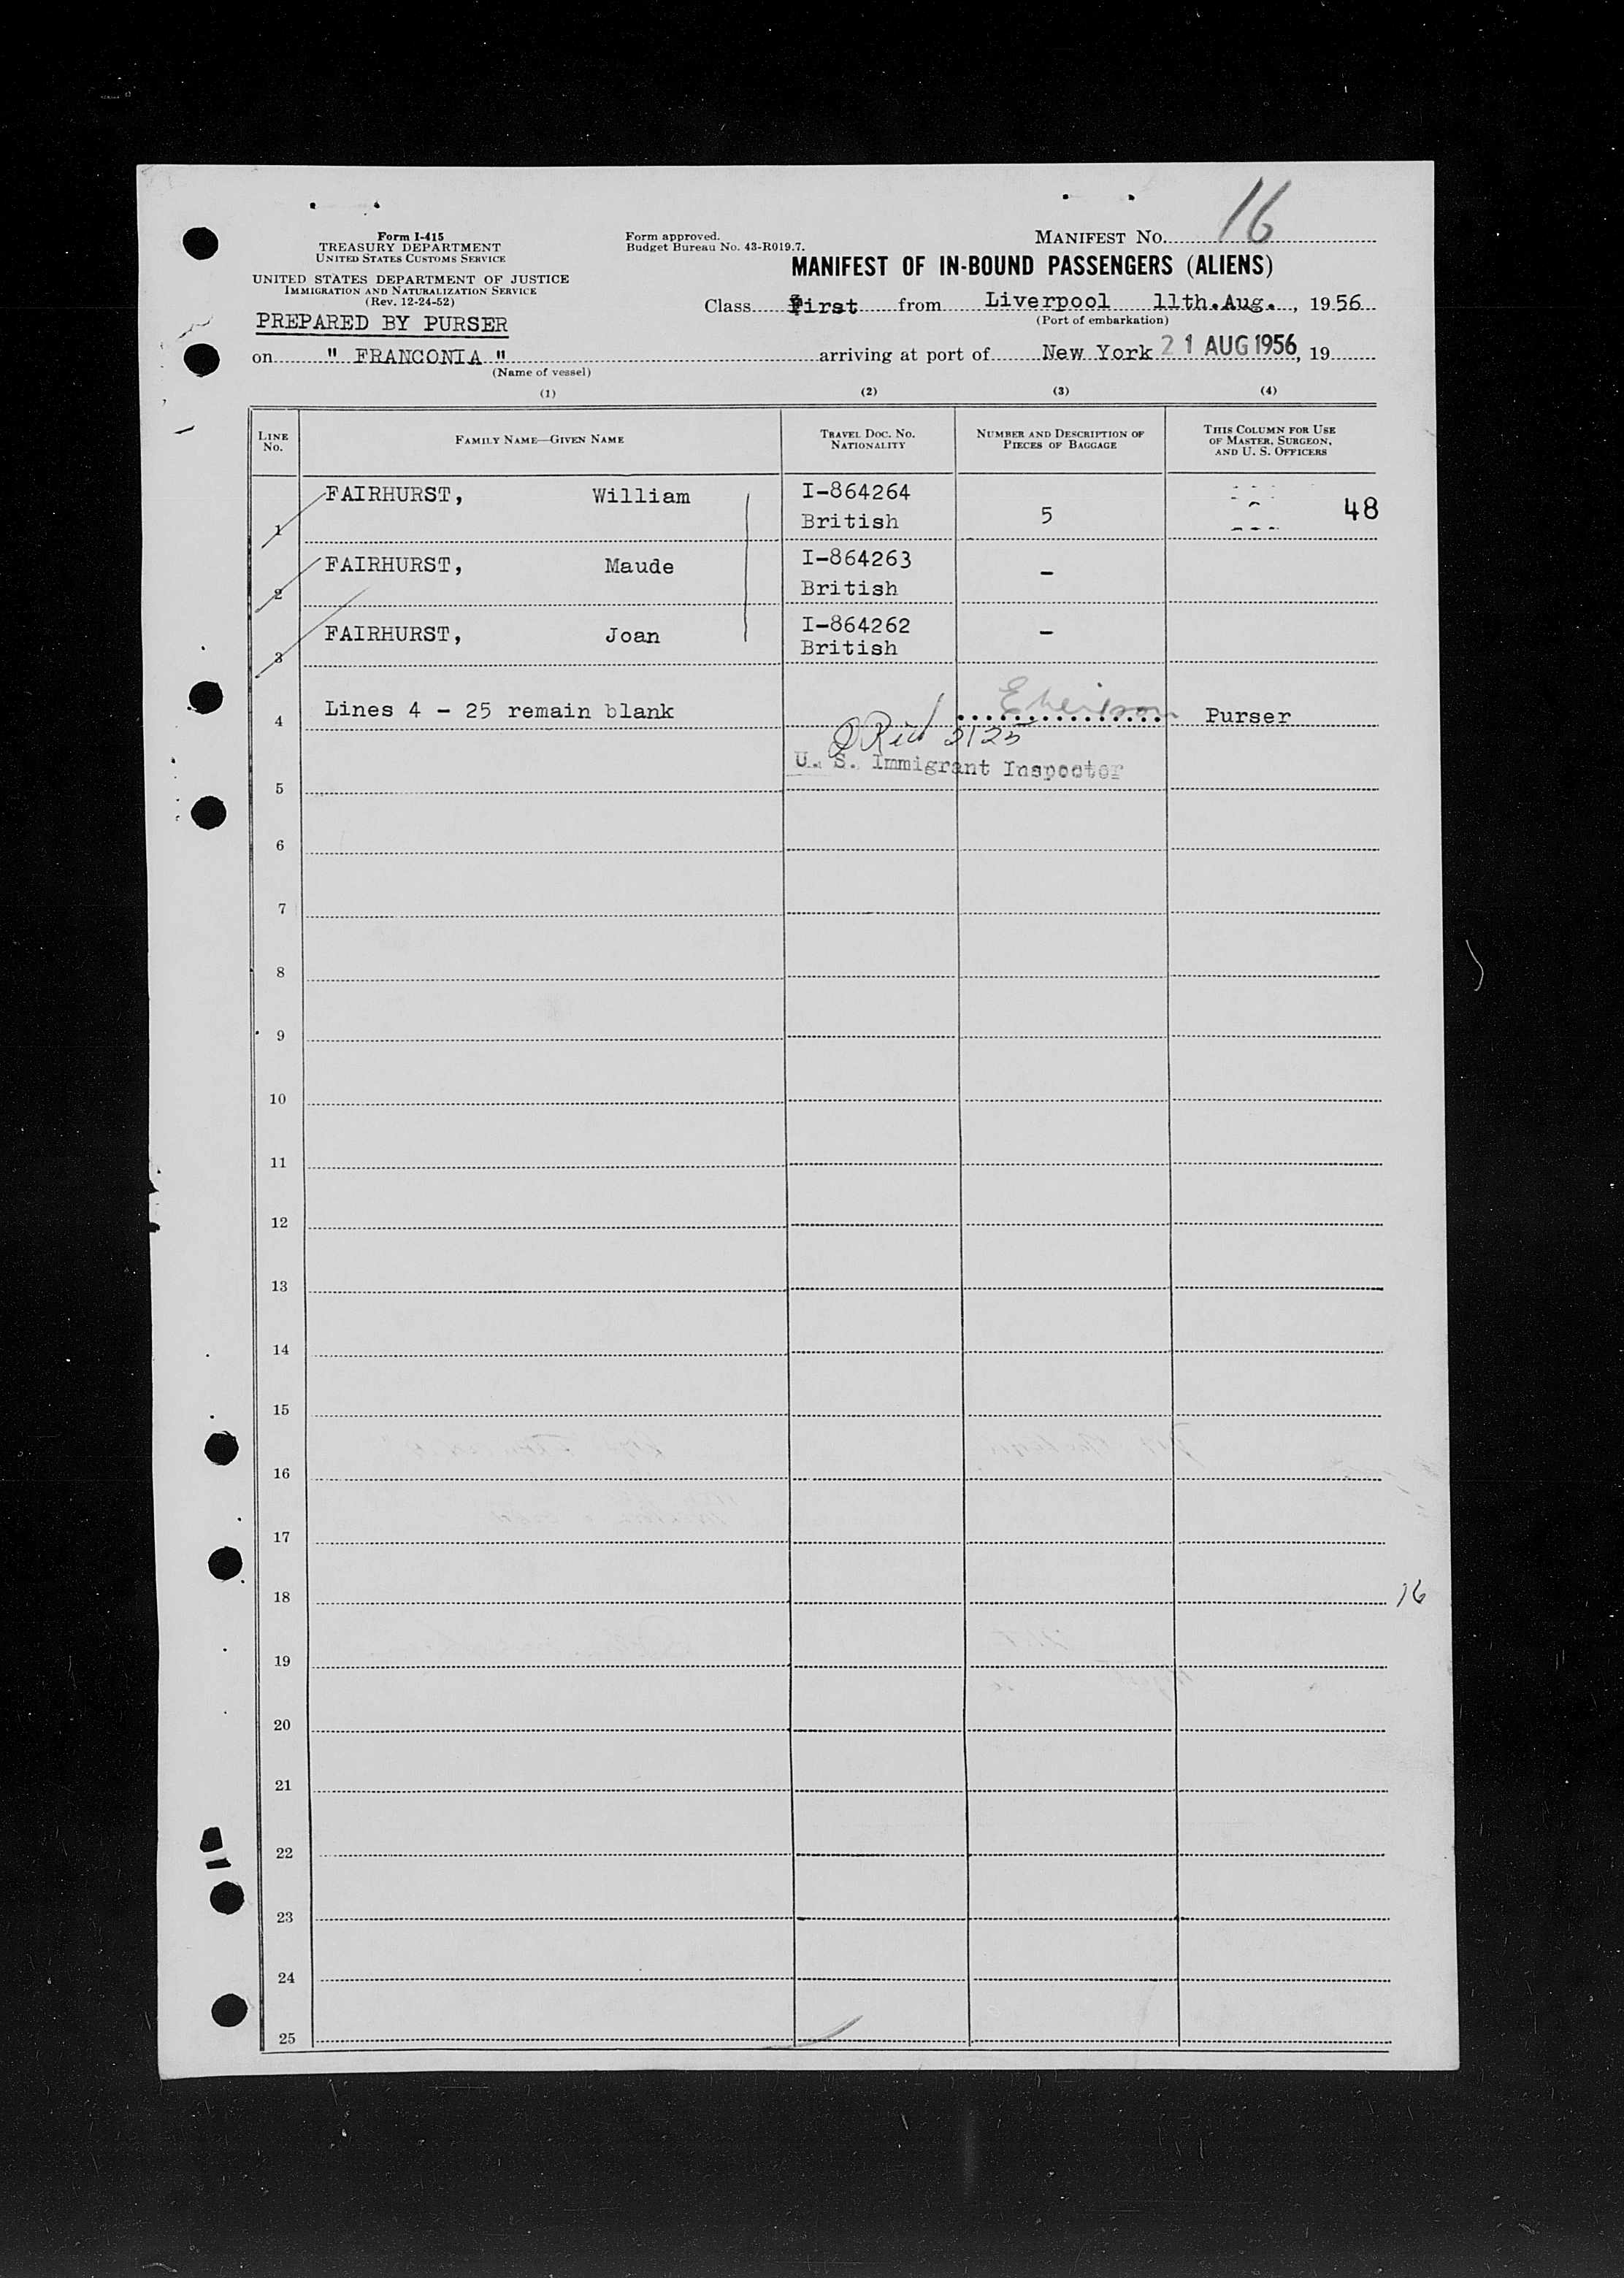 16
Form I-415
TREASURY DEPARTMENT
UNITED STATES CUSTOMS SERVICE
UNITED STATES DEPARTMENT OF JUSTICE
IMMIGRATION AND NATURALIZATION SERVICE
(Rev. 12-24-52)
PREPARED BY PURSER
Form approved.
Budget Bureau No. 43-R019.7.
MANIFEST No.
MANIFEST OF IN-BOUND PASSENGERS (ALIENS)
Class First from Liverpool 11th.Aug., 1956
(Port of embarkation)
on " FRANCONIA " arriving at port of New York 21 AUG 1956, 19
(Name of vessel)
(1) (2) (3) (4)
LINE No. FAMILY NAME—GIVEN NAME TRAVEL DOC. No. NATIONALITY NUMBER AND DESCRIPTION OF PIECES OF BAGGAGE THIS COLUMN FOR USE OF MASTER, SURGEON, AND U. S. OFFICERS
1 FAIRHURST, William I-864264 British 5 48
2 FAIRHURST, Maude I-864263 British -
3 FAIRHURST, Joan I-864262 British -
4 Lines 4 - 25 remain blank Purser
2125
U. S. Immigrant Inspector
5
6
7
8
9
10
11
12
13
14
15
16
17
18 16
19
20
21
22
23
24
25